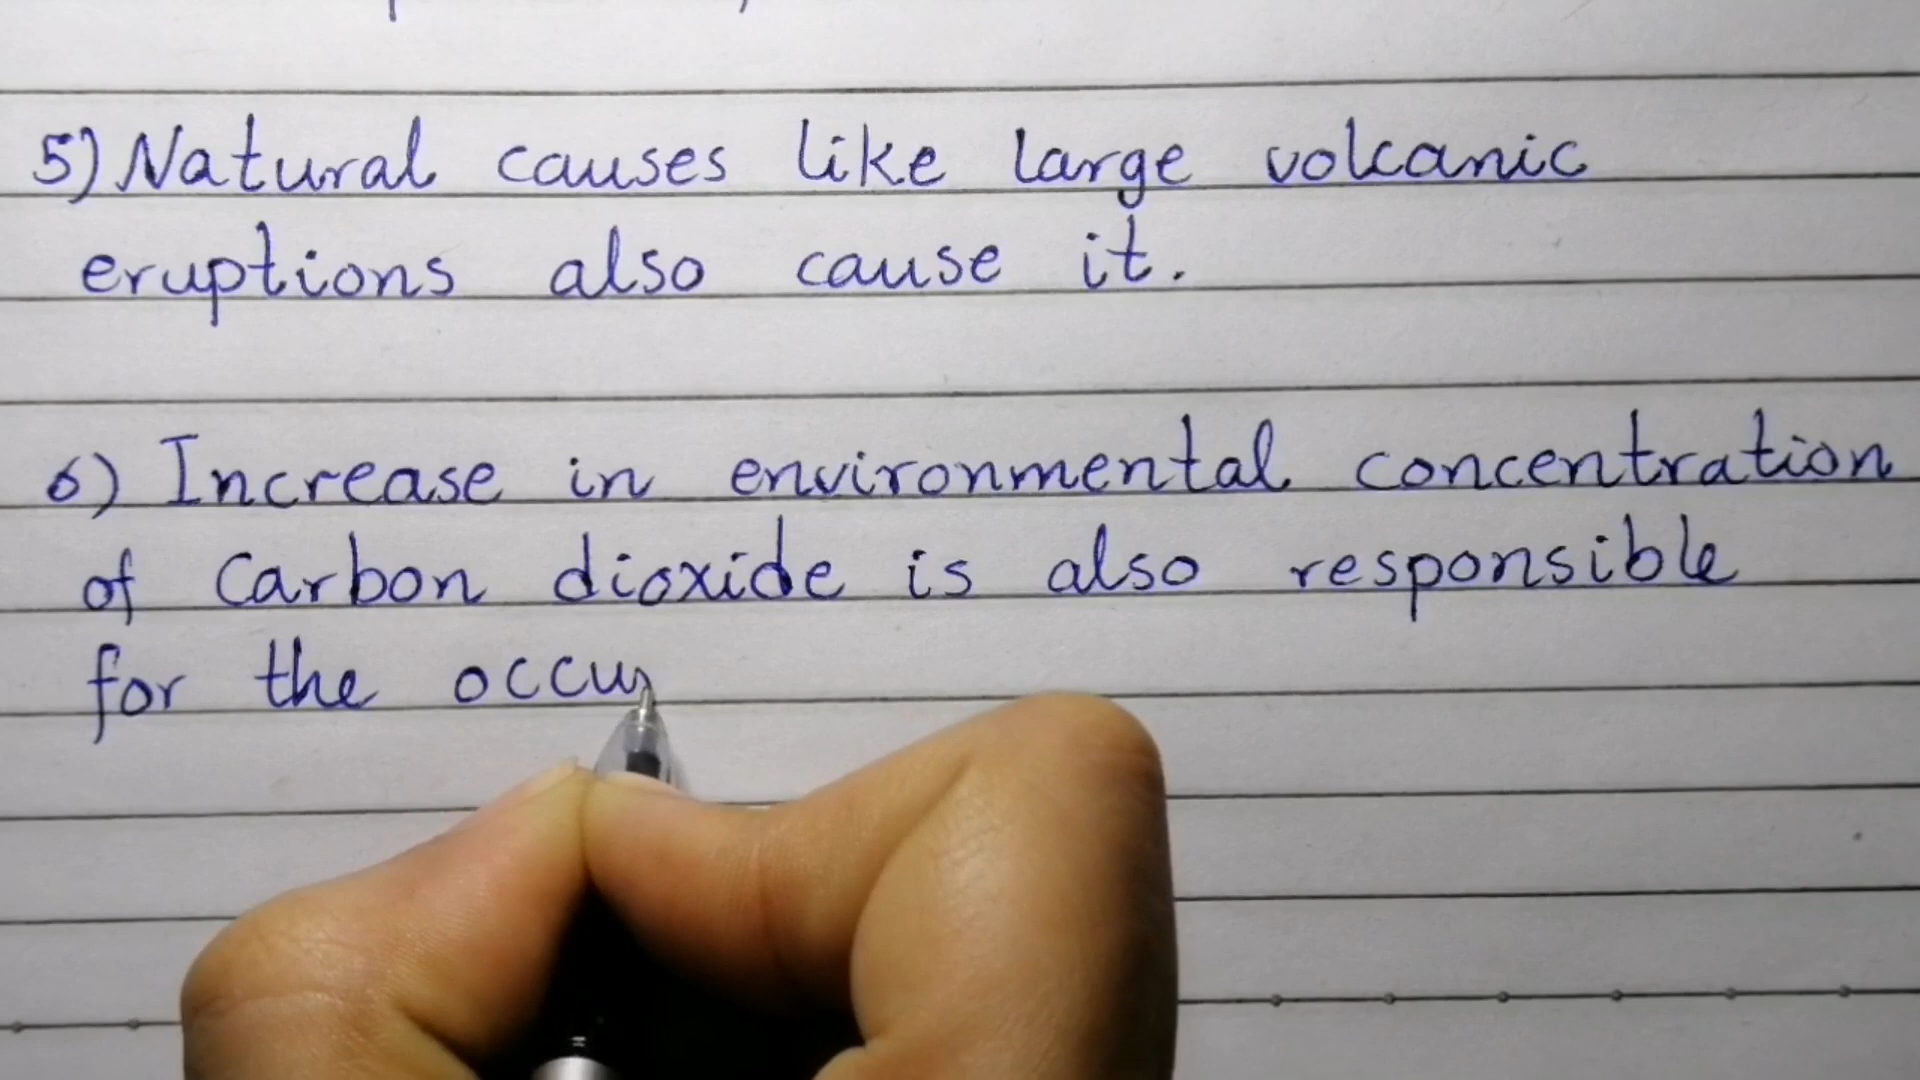 5) Natural causes like large volcanic
eruptions also cause it.
6) Increase in environmental concentration
of Carbon dioxide is also responsible
for the occur